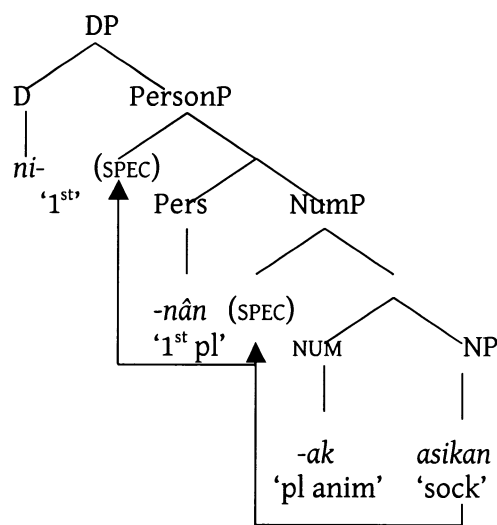 DP
D PersonP
ni- (SPEC)
‘1st’ Pers NumP
-nân (SPEC)
‘1st pl’ NUM NP
-ak asikan
‘pl anim’ ‘sock’